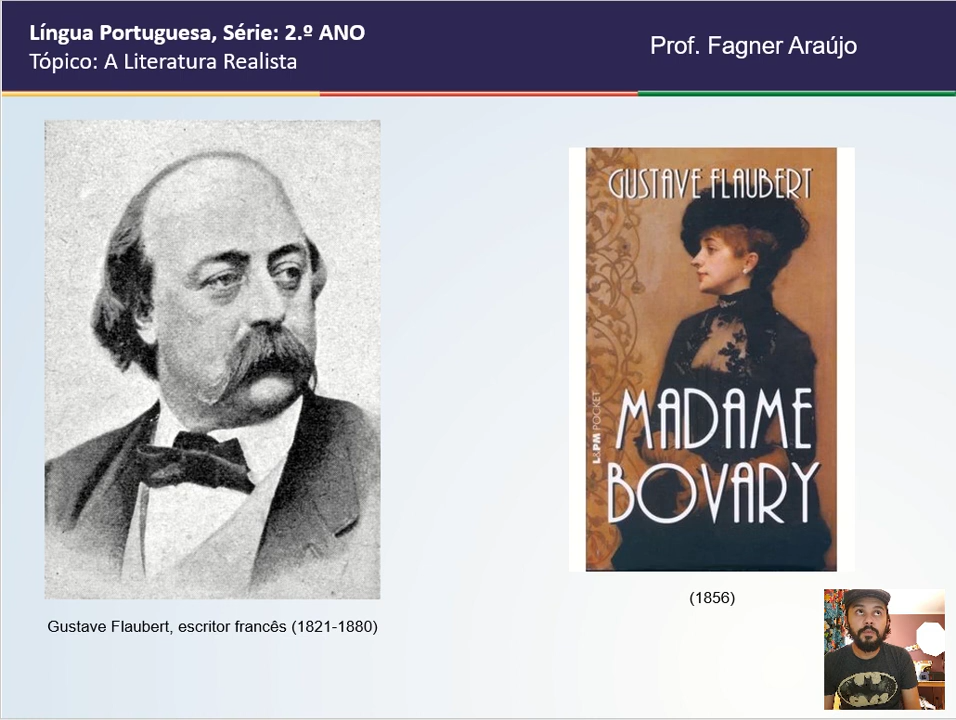 Língua Portuguesa, Série: 2.º ANO
Tópico: A Literatura Realista
Prof. Fagner Araújo
GUSTAVE FLAUBERT
L&PM POCKET
MADAME
BOVARY
(1856)
Gustave Flaubert, escritor francês (1821-1880)